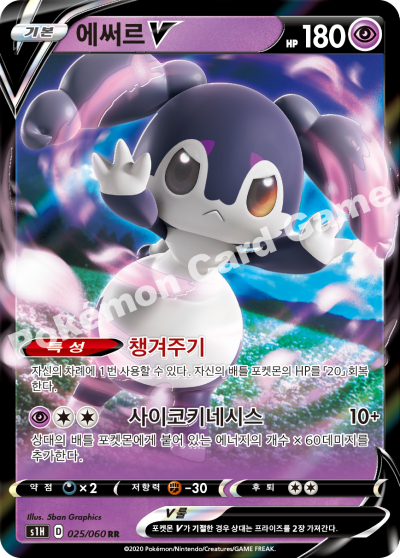 기본 에써르 V HP 180
Pokémon Card Game
특성 챙겨주기
자신의 차례에 1번 사용할 수 있다. 자신의 배틀 포켓몬의 HP를 「20」 회복
한다.
사이코키네시스 10+
상대의 배틀 포켓몬에게 붙어 있는 에너지의 개수 × 60데미지를
추가한다.
약점 ×2 저항력 -30 후퇴
Illus. 5ban Graphics
V룰
s1H D 025/060 RR
포켓몬 V가 기절한 경우 상대는 프라이즈를 2장 가져간다.
©2020 Pokémon/Nintendo/Creatures/GAME FREAK.